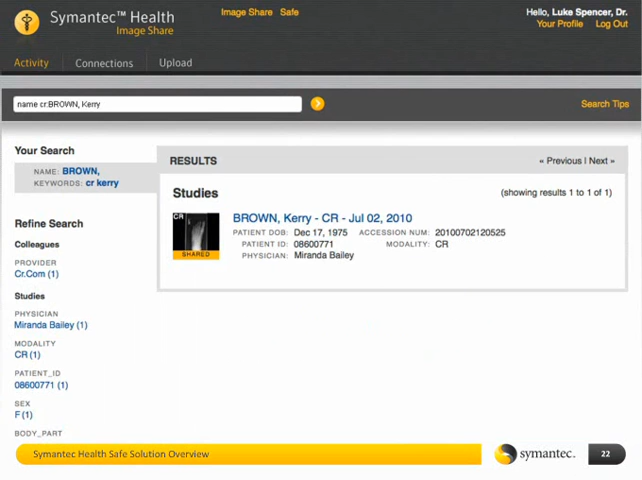 Symantec™ Health
Image Share
Image Share Safe
Hello, Luke Spencer, Dr.
Your Profile Log Out
Activity Connections Upload
name cr:BROWN, Kerry
Search Tips
Your Search
NAME: BROWN,
KEYWORDS: cr kerry
Refine Search
Colleagues
PROVIDER
Cr.Com (1)
Studies
PHYSICIAN
Miranda Bailey (1)
MODALITY
CR (1)
PATIENT_ID
08600771 (1)
SEX
F (1)
BODY_PART
RESULTS
« Previous | Next »
Studies
(showing results 1 to 1 of 1)
CR
SHARED
BROWN, Kerry - CR - Jul 02, 2010
PATIENT DOB: Dec 17, 1975 ACCESSION NUM: 20100702120525
PATIENT ID: 08600771 MODALITY: CR
PHYSICIAN: Miranda Bailey
Symantec Health Safe Solution Overview
symantec.
22